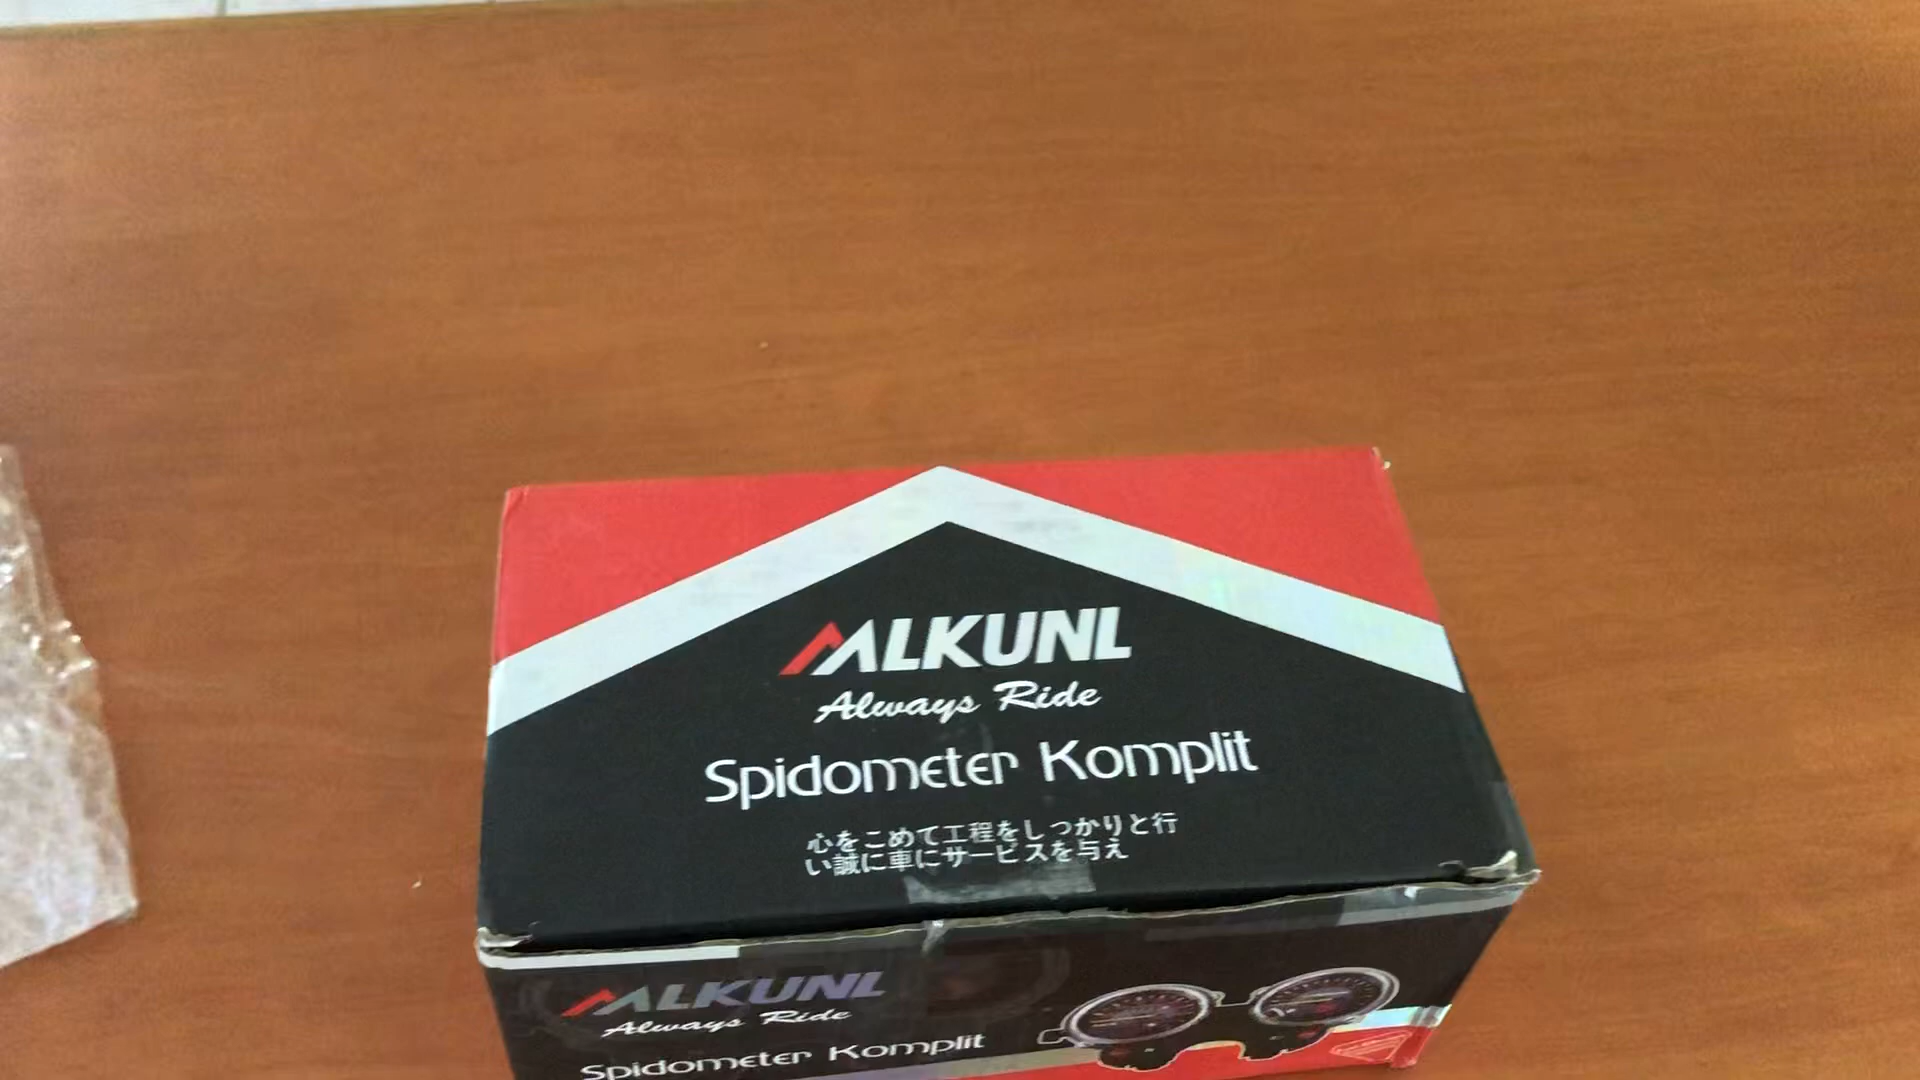 ALKUNL
Always Ride
Spidometer Komplit
心をこめて工程をしっかりと行
い誠に車にサービスを与え
ALKUNL
Always Ride
Spidometer Komplit